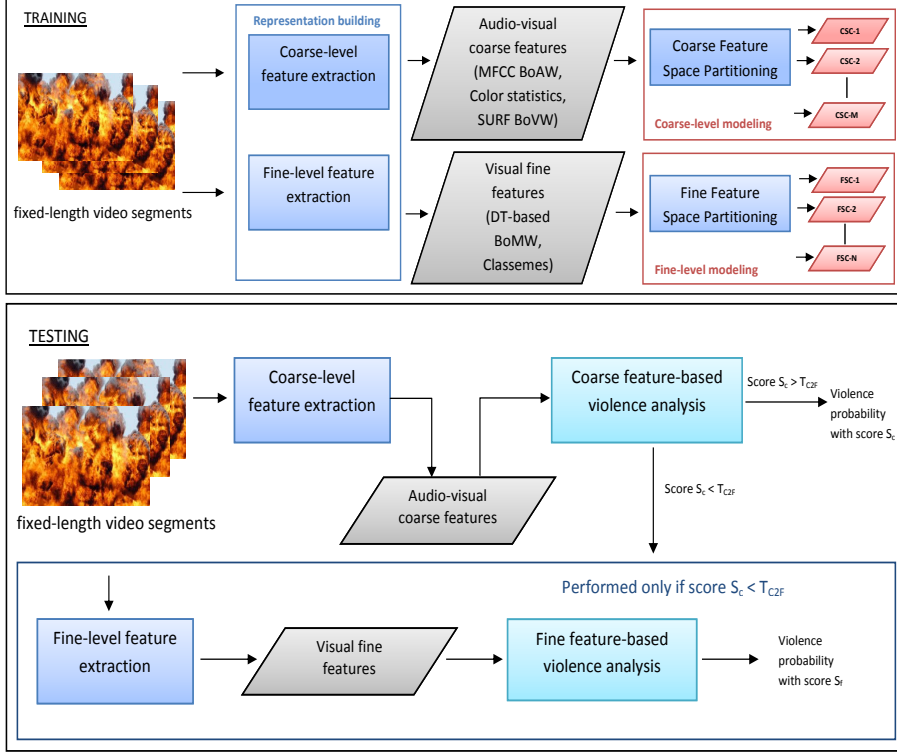 TRAINING
Representation building
Coarse-level
feature extraction
Fine-level feature
extraction
fixed-length video segments
Audio-visual
coarse features
(MFCC BoAW,
Color statistics,
SURF BoVW)
Visual fine
features
(DT-based
BoMW,
Classemes)
Coarse Feature
Space Partitioning
CSC-1
CSC-2
CSC-M
Coarse-level modeling
Fine Feature
Space Partitioning
FSC-1
FSC-2
FSC-N
Fine-level modeling
TESTING
fixed-length video segments
Coarse-level
feature extraction
Audio-visual
coarse features
Coarse feature-based
violence analysis
Score Sc > TC2F
Violence
probability
with score Sc
Score Sc < TC2F
Performed only if score Sc < TC2F
Fine-level feature
extraction
Visual fine
features
Fine feature-based
violence analysis
Violence
probability
with score Sf